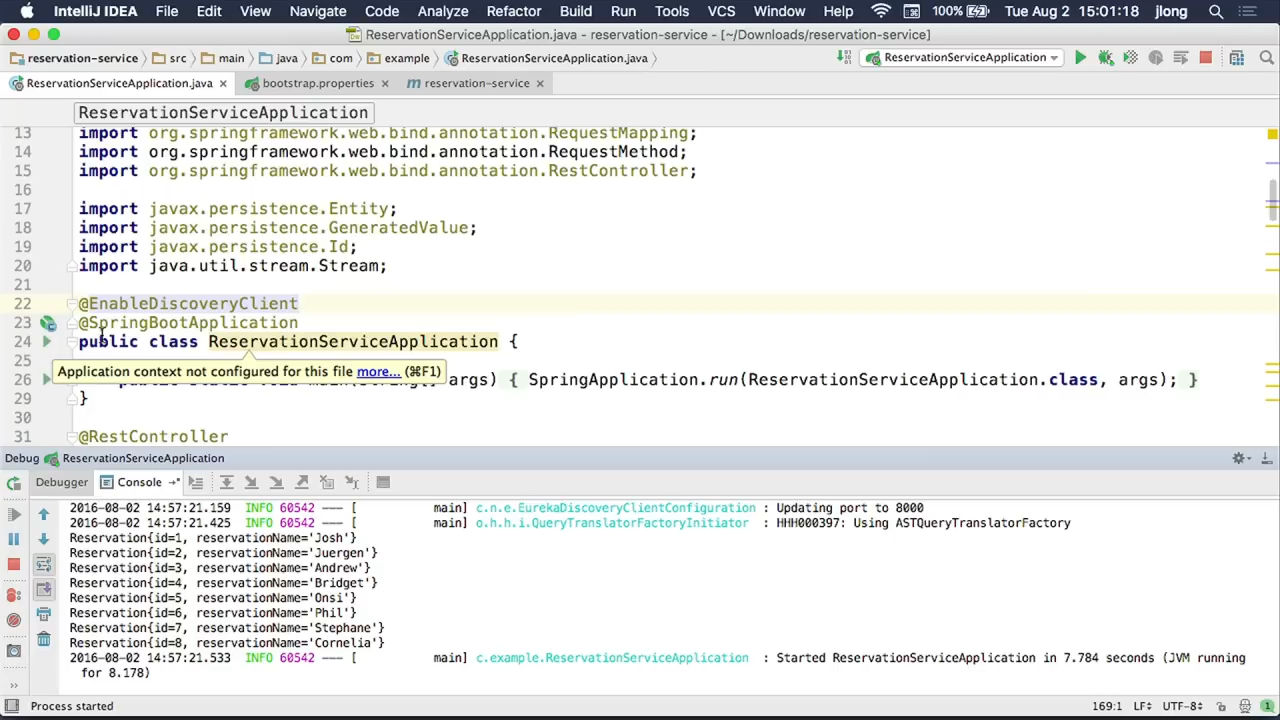 IntelliJ IDEA File Edit View Navigate Code Analyze Refactor Build Run Tools VCS Window Help 100% Tue Aug 2 15:01:18 jlong
ReservationServiceApplication.java - reservation-service - [~/Downloads/reservation-service]
reservation-service src main java com example ReservationServiceApplication.java ReservationServiceApplication
ReservationServiceApplication.java bootstrap.properties m reservation-service
ReservationServiceApplication
13 import org.springframework.web.bind.annotation.RequestMapping;
14 import org.springframework.web.bind.annotation.RequestMethod;
15 import org.springframework.web.bind.annotation.RestController;
16
17 import javax.persistence.Entity;
18 import javax.persistence.GeneratedValue;
19 import javax.persistence.Id;
20 import java.util.stream.Stream;
21
22 @EnableDiscoveryClient
23 @SpringBootApplication
24 public class ReservationServiceApplication {
25
Application context not configured for this file more... (⌘F1)
26 public static void main(String[] args) { SpringApplication.run(ReservationServiceApplication.class, args); }
29 }
30
31 @RestController
Debug ReservationServiceApplication
Debugger Console
2016-08-02 14:57:21.159 INFO 60542 --- [ main] c.n.e.EurekaDiscoveryClientConfiguration : Updating port to 8000
2016-08-02 14:57:21.425 INFO 60542 --- [ main] o.h.h.i.QueryTranslatorFactoryInitiator : HHH000397: Using ASTQueryTranslatorFactory
Reservation{id=1, reservationName='Josh'}
Reservation{id=2, reservationName='Juergen'}
Reservation{id=3, reservationName='Andrew'}
Reservation{id=4, reservationName='Bridget'}
Reservation{id=5, reservationName='Onsi'}
Reservation{id=6, reservationName='Phil'}
Reservation{id=7, reservationName='Stephane'}
Reservation{id=8, reservationName='Cornelia'}
2016-08-02 14:57:21.533 INFO 60542 --- [ main] c.example.ReservationServiceApplication : Started ReservationServiceApplication in 7.784 seconds (JVM running
for 8.178)
Process started 169:1 LF UTF-8 1